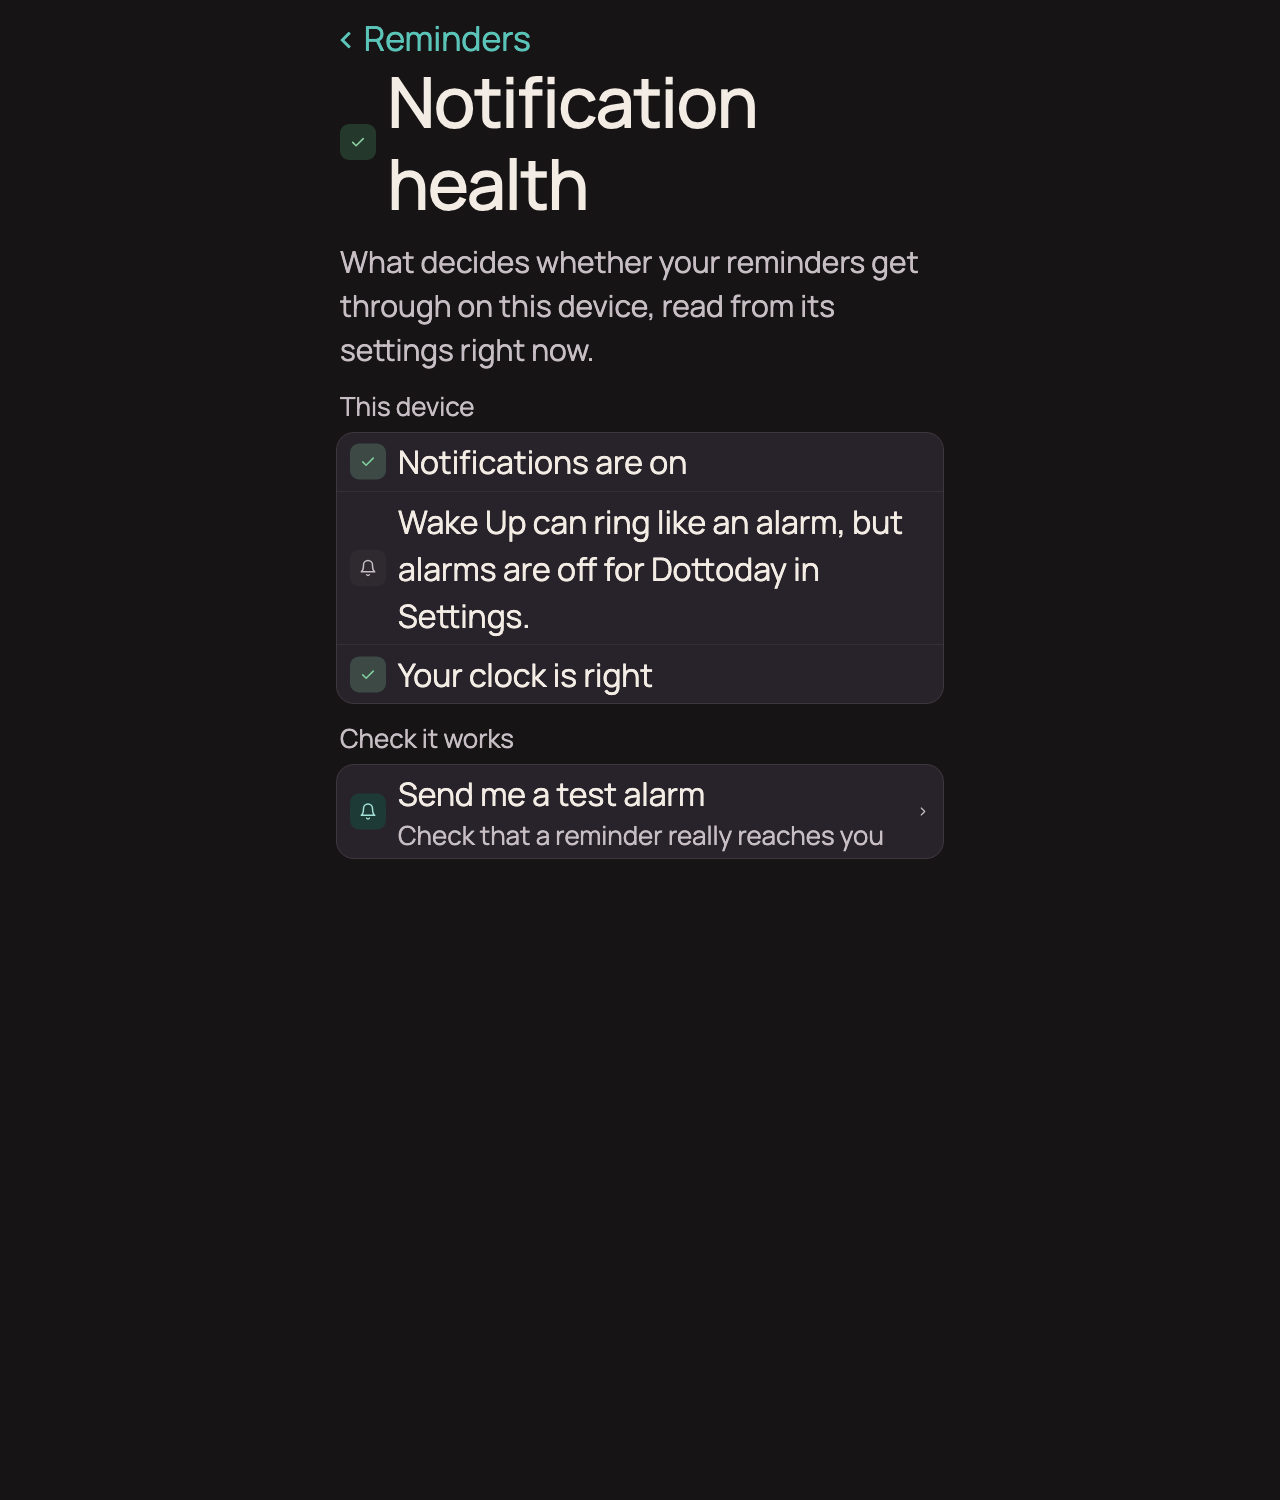 Reminders
Notification
health
What decides whether your reminders get
through on this device, read from its
settings right now.
This device
Notifications are on
Wake Up can ring like an alarm, but
alarms are off for Dottoday in
Settings.
Your clock is right
Check it works
Send me a test alarm
Check that a reminder really reaches you